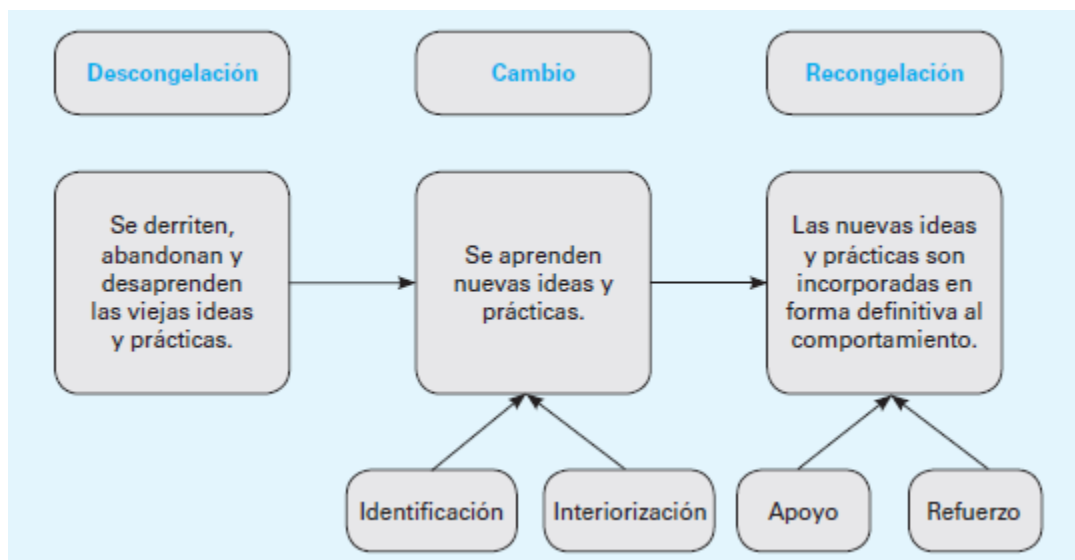 Descongelación
Cambio
Recongelación
Se derriten,
abandonan y
desaprenden
las viejas ideas
y prácticas.
Se aprenden
nuevas ideas y
prácticas.
Las nuevas ideas
y prácticas son
incorporadas en
forma definitiva al
comportamiento.
Identificación
Interiorización
Apoyo
Refuerzo